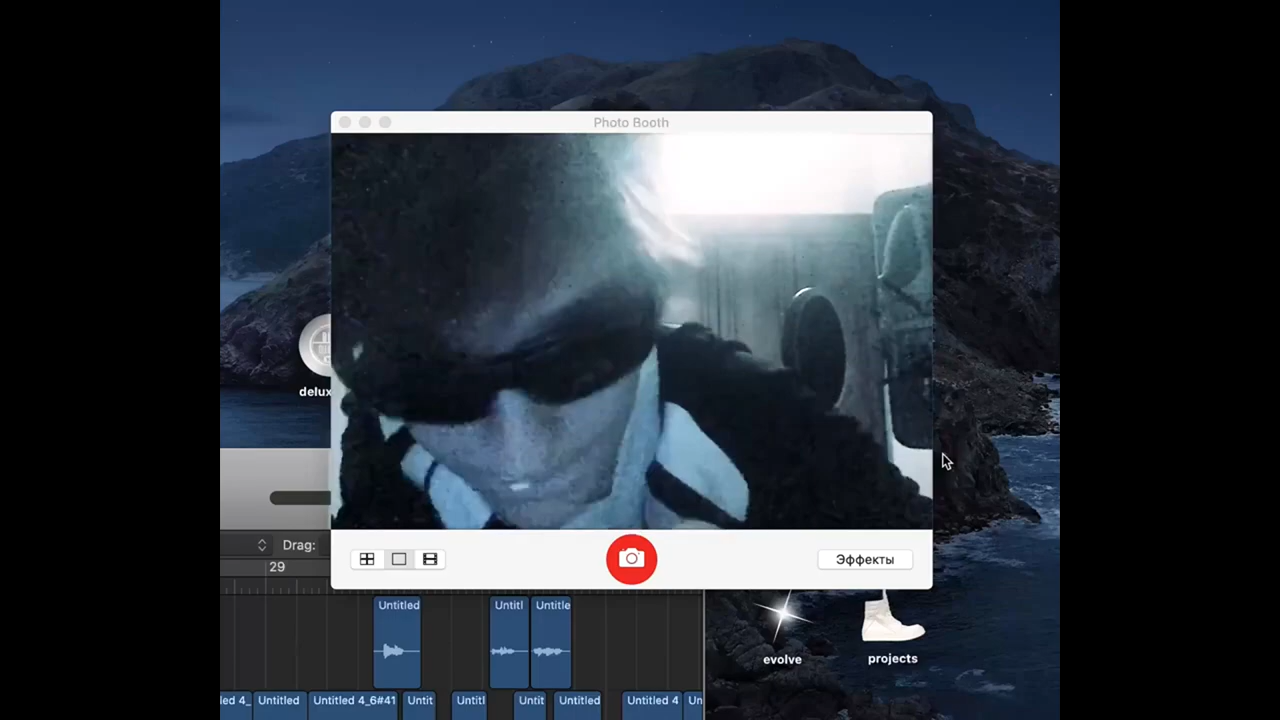 Photo Booth
delux
Drag:
29
Эффекты
Untitled
Untitl
Untitle
evolve
projects
led 4_
Untitled
Untitled 4_6#41
Untit
Untitl
Untit
Untitled
Untitled 4
Un